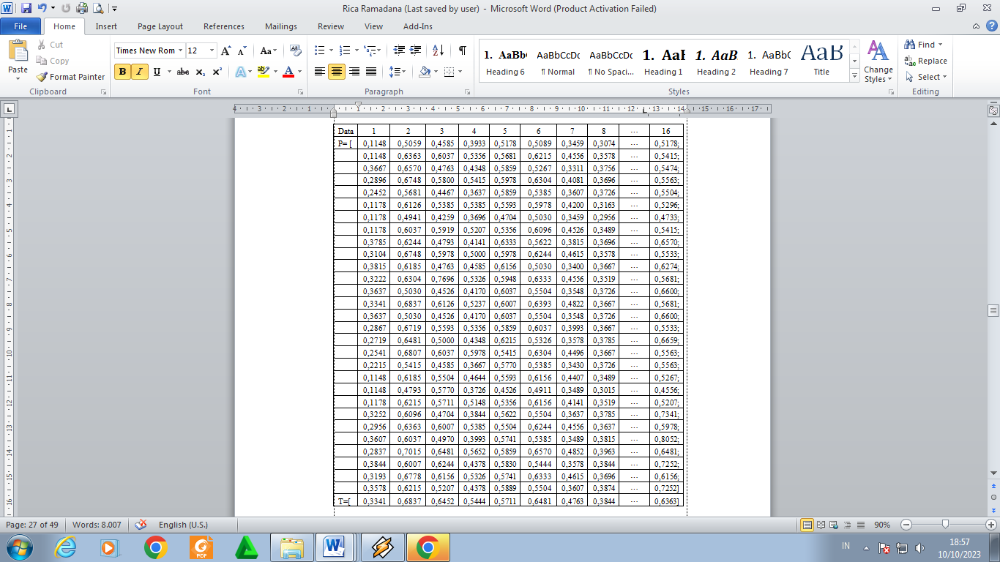 Rica Ramadana (Last saved by user) - Microsoft Word (Product Activation Failed)
File Home Insert Page Layout References Mailings Review View Add-Ins
Paste
Cut
Copy
Format Painter
Clipboard
Times New Rom 12
Font
Paragraph
1. AaBb( AaBbCcDc AaBbCcDc 1. AaB 1. AaB 1. AaBb( AaB
Heading 6 ¶ Normal ¶ No Spaci... Heading 1 Heading 2 Heading 7 Title
Styles
Change Styles
Find
Replace
Select
Editing
Data 1 2 3 4 5 6 7 8 ... 16
P= [ 0,1148 0,5059 0,4585 0,3933 0,5178 0,5089 0,3459 0,3074 ... 0,5178;
0,1148 0,6363 0,6037 0,5356 0,5681 0,6215 0,4556 0,3578 ... 0,5415;
0,3667 0,6570 0,4763 0,4348 0,5859 0,5267 0,3311 0,3756 ... 0,5474;
0,2896 0,6748 0,5800 0,5415 0,5978 0,6304 0,4081 0,3696 ... 0,5563;
0,2452 0,5681 0,4467 0,3637 0,5859 0,5385 0,3607 0,3726 ... 0,5504;
0,1178 0,6126 0,5385 0,5385 0,5593 0,5978 0,4200 0,3163 ... 0,5296;
0,1178 0,4941 0,4259 0,3696 0,4704 0,5030 0,3459 0,2956 ... 0,4733;
0,1178 0,6037 0,5919 0,5207 0,5356 0,6096 0,4526 0,3489 ... 0,5415;
0,3785 0,6244 0,4793 0,4141 0,6333 0,5622 0,3815 0,3696 ... 0,6570;
0,3104 0,6748 0,5978 0,5000 0,5978 0,6244 0,4615 0,3578 ... 0,5533;
0,3815 0,6185 0,4763 0,4585 0,6156 0,5030 0,3400 0,3667 ... 0,6274;
0,3222 0,6304 0,7696 0,5326 0,5948 0,6333 0,4556 0,3519 ... 0,5681;
0,3637 0,5030 0,4526 0,4170 0,6037 0,5504 0,3548 0,3726 ... 0,6600;
0,3341 0,6837 0,6126 0,5237 0,6007 0,6393 0,4822 0,3667 ... 0,5681;
0,3637 0,5030 0,4526 0,4170 0,6037 0,5504 0,3548 0,3726 ... 0,6600;
0,2867 0,6719 0,5593 0,5356 0,5859 0,6037 0,3993 0,3667 ... 0,5533;
0,2719 0,6481 0,5000 0,4348 0,6215 0,5326 0,3578 0,3785 ... 0,6659;
0,2541 0,6807 0,6037 0,5978 0,5415 0,6304 0,4496 0,3667 ... 0,5563;
0,2215 0,5415 0,4585 0,3667 0,5770 0,5385 0,3430 0,3726 ... 0,5563;
0,1148 0,6185 0,5504 0,4644 0,5593 0,6156 0,4407 0,3489 ... 0,5267;
0,1148 0,4793 0,5770 0,3726 0,4526 0,4911 0,3489 0,3015 ... 0,4556;
0,1178 0,6215 0,5711 0,5148 0,5356 0,6156 0,4141 0,3519 ... 0,5207;
0,3252 0,6096 0,4704 0,3844 0,5622 0,5504 0,3637 0,3785 ... 0,7341;
0,2956 0,6363 0,6007 0,5385 0,5504 0,6244 0,4556 0,3637 ... 0,5978;
0,3607 0,6037 0,4970 0,3993 0,5741 0,5385 0,3489 0,3815 ... 0,8052;
0,2837 0,7015 0,6481 0,5652 0,5859 0,6570 0,4852 0,3963 ... 0,6481;
0,3844 0,6007 0,6244 0,4378 0,5830 0,5444 0,3578 0,3844 ... 0,7252;
0,3193 0,6778 0,6156 0,5326 0,5741 0,6333 0,4615 0,3696 ... 0,6156;
0,3578 0,6215 0,5207 0,4378 0,5889 0,5504 0,3607 0,3874 ... 0,7252]
T=[ 0,3341 0,6837 0,6452 0,5444 0,5711 0,6481 0,4763 0,3844 ... 0,6363]
Page: 27 of 49 Words: 8.007 English (U.S.) 90%
IN 18:57
10/10/2023